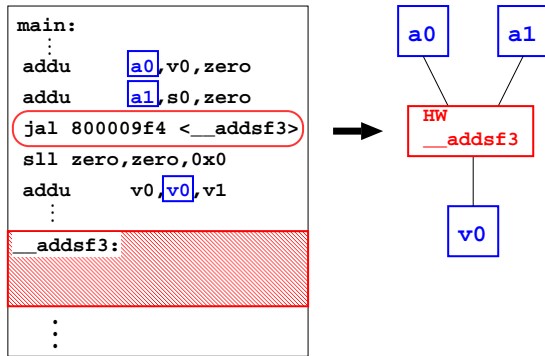 main:
⋮
addu a0,v0,zero
addu a1,s0,zero
jal 800009f4 <__addsf3>
sll zero,zero,0x0
addu v0,v0,v1
⋮
__addsf3:
⋮
a0 a1
HW
__addsf3
v0